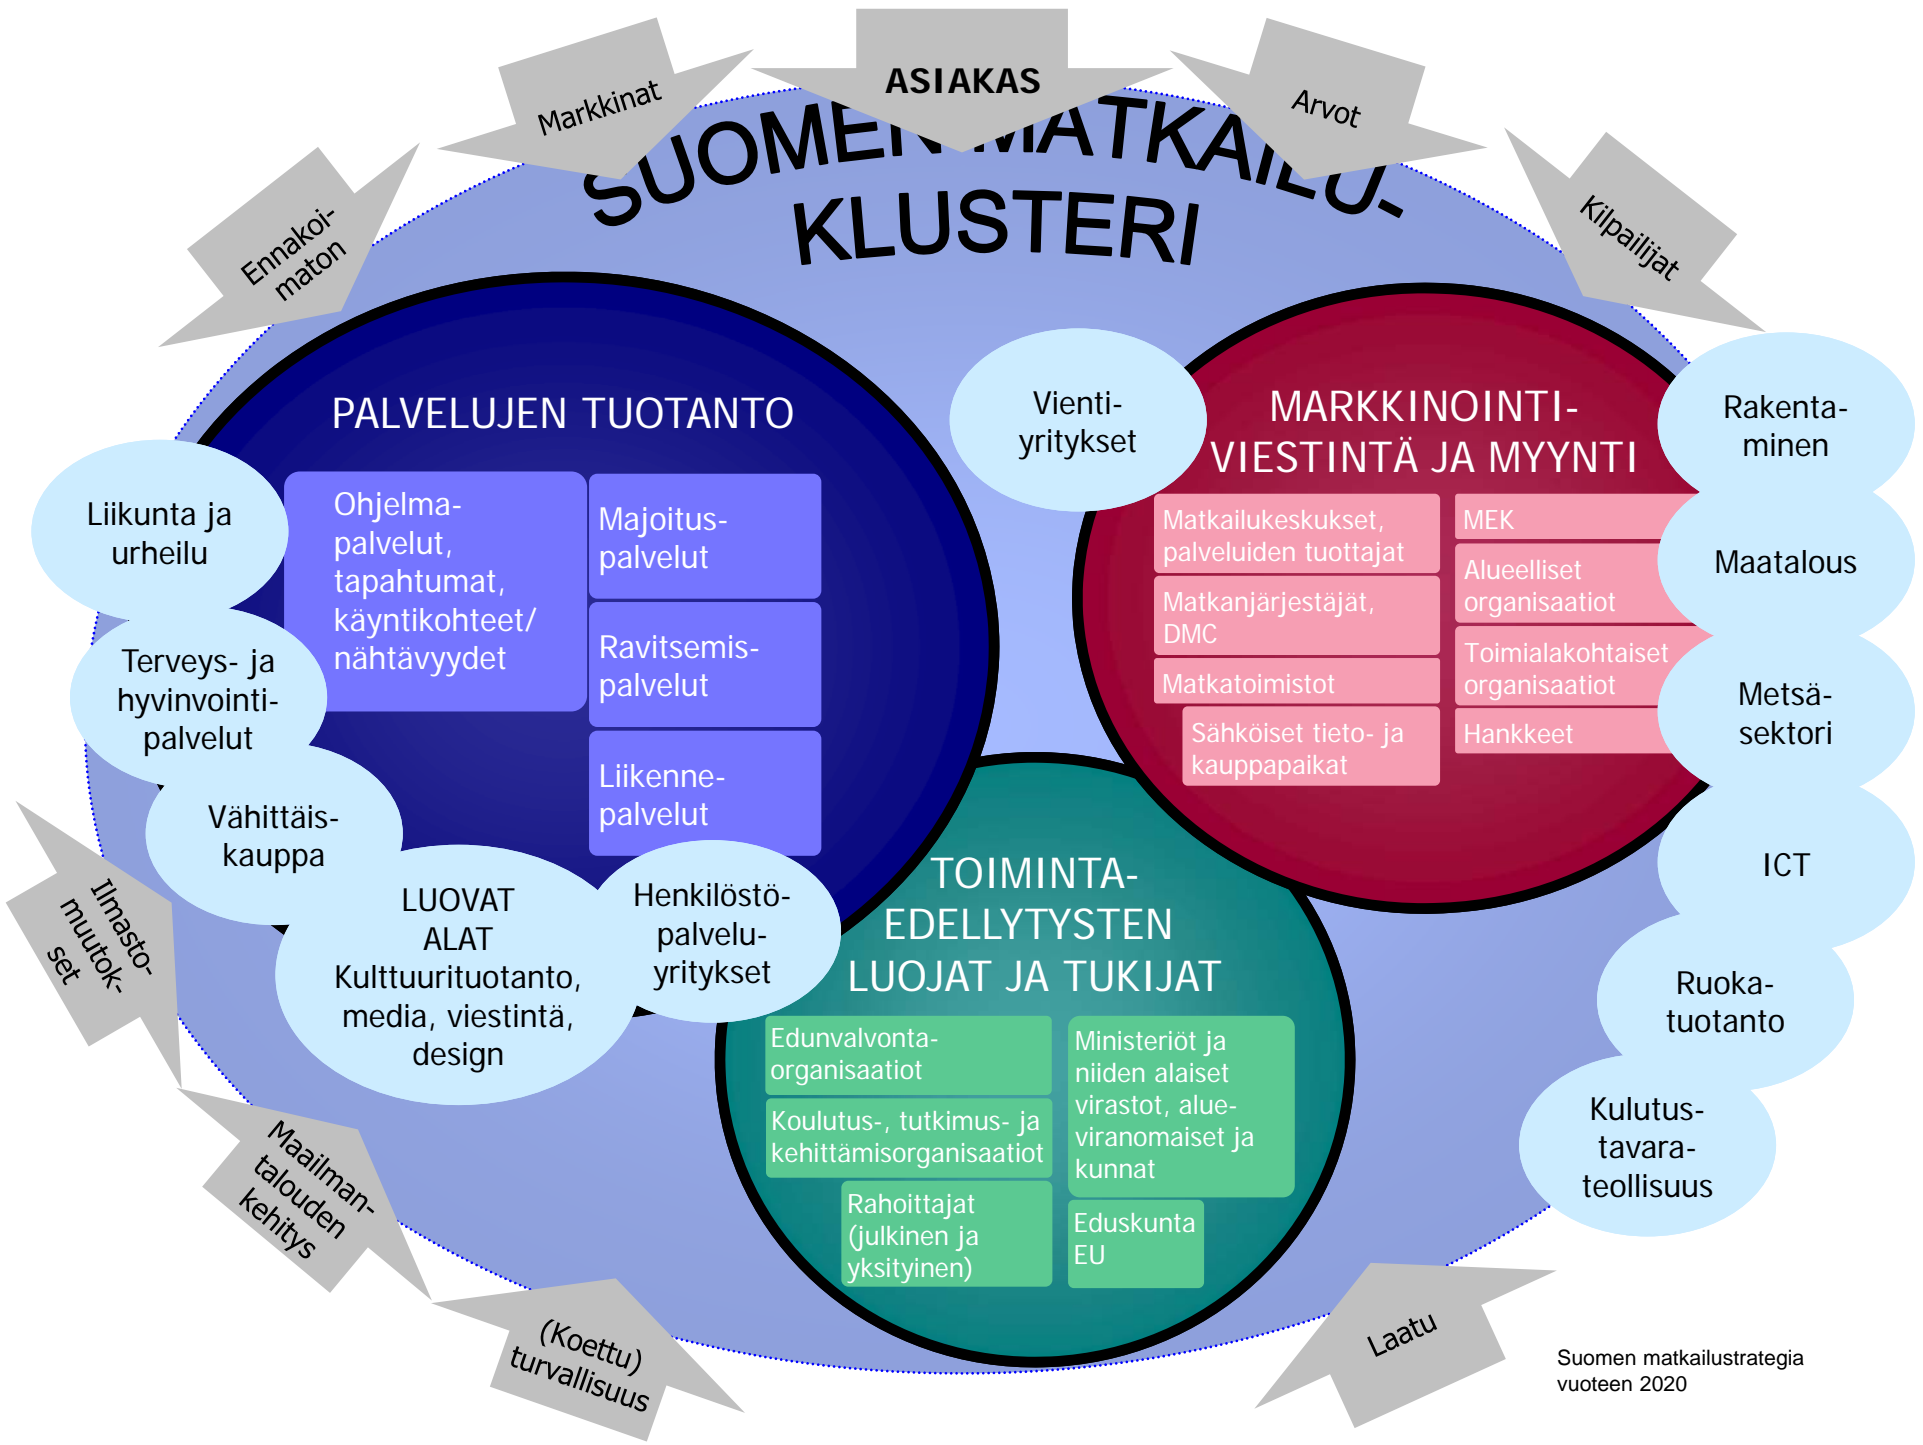 Markkinat
ASIAKAS
Arvot
Ennakoi-
maton
Kilpailijat
SUOMEN MATKAILU-
KLUSTERI
PALVELUJEN TUOTANTO
Ohjelma-
palvelut,
tapahtumat,
käyntikohteet/
nähtävyydet
Majoitus-
palvelut
Ravitsemis-
palvelut
Liikenne-
palvelut
Liikunta ja
urheilu
Terveys- ja
hyvinvointi-
palvelut
Vähittäis-
kauppa
LUOVAT
ALAT
Kulttuurituotanto,
media, viestintä,
design
Henkilöstö-
palvelu-
yritykset
Vienti-
yritykset
MARKKINOINTI-
VIESTINTÄ JA MYYNTI
Matkailukeskukset,
palveluiden tuottajat
Matkanjärjestäjät,
DMC
Matkatoimistot
Sähköiset tieto- ja
kauppapaikat
MEK
Alueelliset
organisaatiot
Toimialakohtaiset
organisaatiot
Hankkeet
Rakenta-
minen
Maatalous
Metsä-
sektori
ICT
Ruoka-
tuotanto
Kulutus-
tavara-
teollisuus
TOIMINTA-
EDELLYTYSTEN
LUOJAT JA TUKIJAT
Edunvalvonta-
organisaatiot
Koulutus-, tutkimus- ja
kehittämisorganisaatiot
Rahoittajat
(julkinen ja
yksityinen)
Ministeriöt ja
niiden alaiset
virastot, alue-
viranomaiset ja
kunnat
Eduskunta
EU
Ilmasto-
muutok-
set
Maailman-
talouden
kehitys
(Koettu)
turvallisuus
Laatu
Suomen matkailustrategia
vuoteen 2020